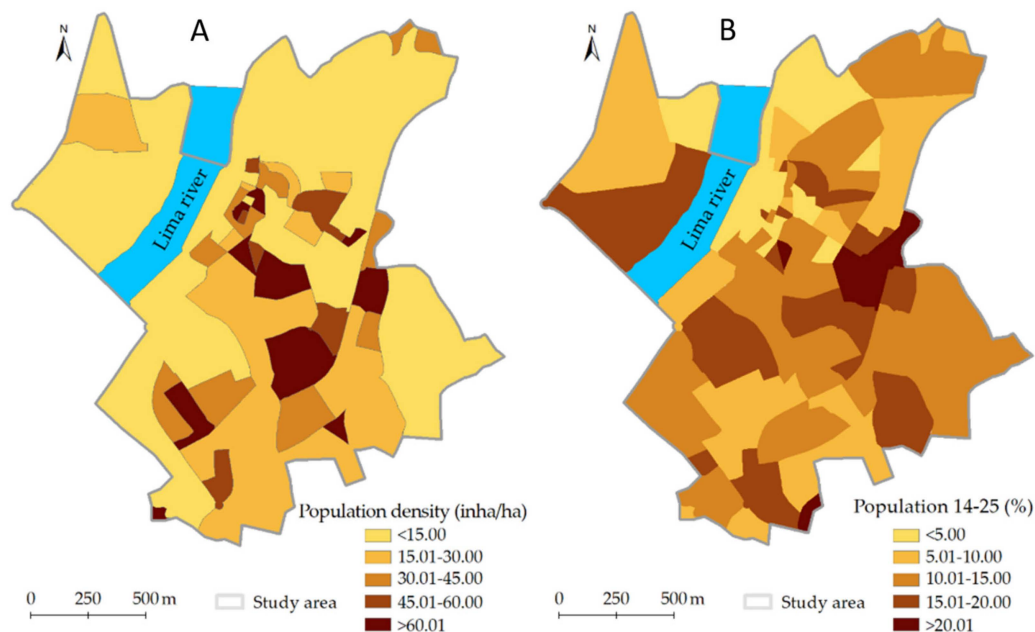 A
B
N
N
Lima river
Lima river
Population density (inha/ha)
<15.00
15.01-30.00
30.01-45.00
45.01-60.00
>60.01
Population 14-25 (%)
<5.00
5.01-10.00
10.01-15.00
15.01-20.00
>20.01
0 250 500 m
Study area
0 250 500 m
Study area